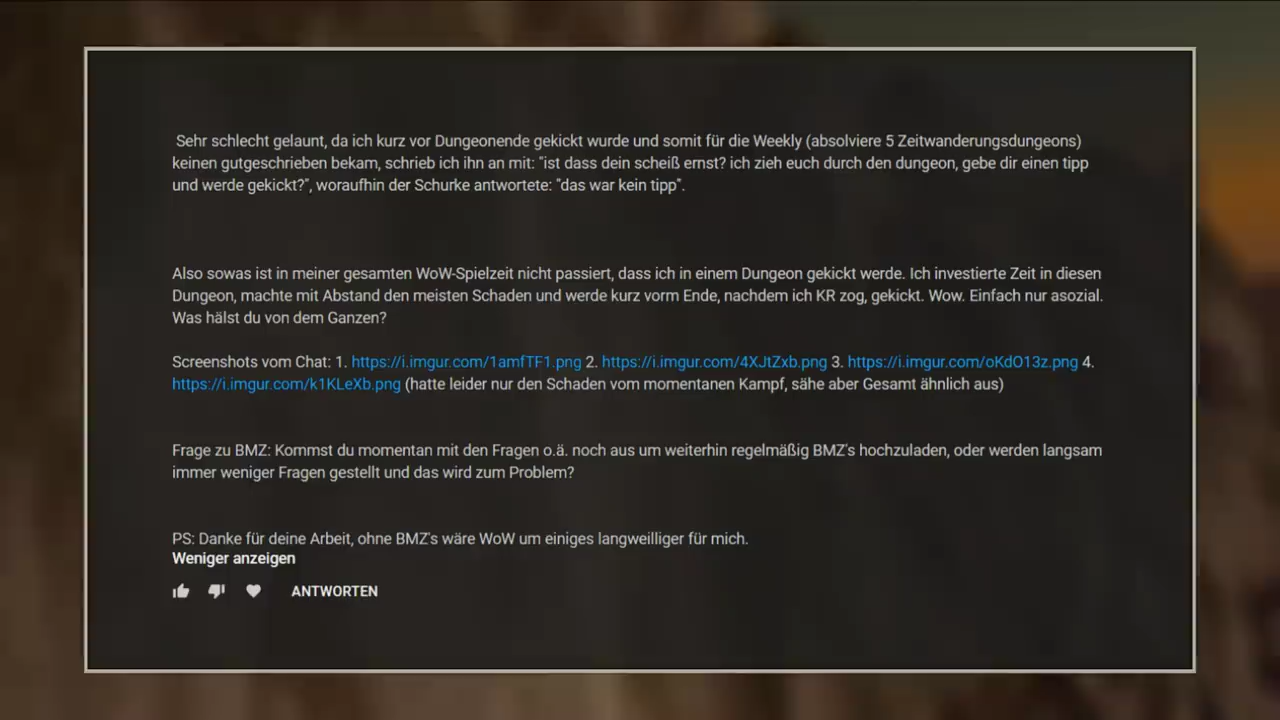 Sehr schlecht gelaunt, da ich kurz vor Dungeonende gekickt wurde und somit für die Weekly (absolviere 5 Zeitwanderungsdungeons)
keinen gutgeschrieben bekam, schrieb ich ihn an mit: "ist dass dein scheiß ernst? ich zieh euch durch den dungeon, gebe dir einen tipp
und werde gekickt?", woraufhin der Schurke antwortete: "das war kein tipp".
Also sowas ist in meiner gesamten WoW-Spielzeit nicht passiert, dass ich in einem Dungeon gekickt werde. Ich investierte Zeit in diesen
Dungeon, machte mit Abstand den meisten Schaden und werde kurz vorm Ende, nachdem ich KR zog, gekickt. Wow. Einfach nur asozial.
Was hälst du von dem Ganzen?
Screenshots vom Chat: 1. https://i.imgur.com/1amfTF1.png 2. https://i.imgur.com/4XJtZxb.png 3. https://i.imgur.com/oKdO13z.png 4.
https://i.imgur.com/k1KLeXb.png (hatte leider nur den Schaden vom momentanen Kampf, sähe aber Gesamt ähnlich aus)
Frage zu BMZ: Kommst du momentan mit den Fragen o.ä. noch aus um weiterhin regelmäßig BMZ's hochzuladen, oder werden langsam
immer weniger Fragen gestellt und das wird zum Problem?
PS: Danke für deine Arbeit, ohne BMZ's wäre WoW um einiges langweilliger für mich.
Weniger anzeigen
ANTWORTEN